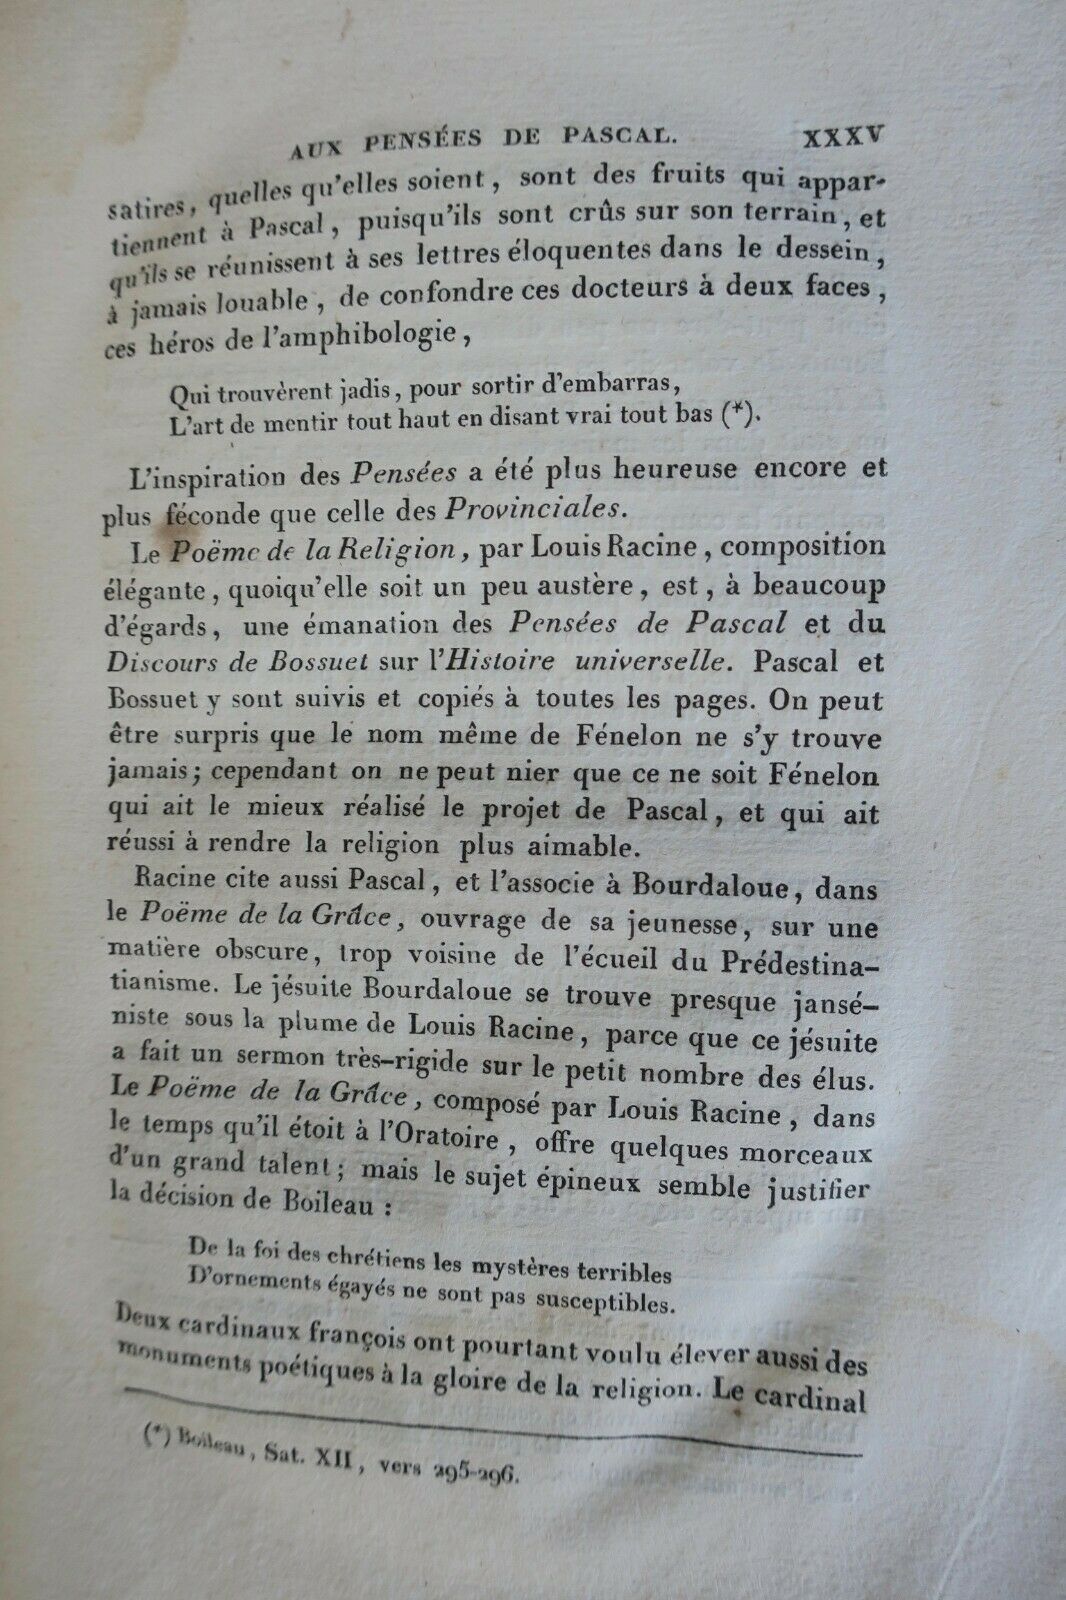 AUX PENSÉES DE PASCAL. XXXV
satires, quelles qu'elles soient, sont des fruits qui appar-
tiennent à Pascal, puisqu'ils sont crûs sur son terrain, et
qu'ils se réunissent à ses lettres éloquentes dans le dessein,
à jamais louable, de confondre ces docteurs à deux faces,
ces héros de l'amphibologie,
Qui trouvèrent jadis, pour sortir d'embarras,
L'art de mentir tout haut en disant vrai tout bas (*).
L'inspiration des Pensées a été plus heureuse encore et
plus féconde que celle des Provinciales.
Le Poëme de la Religion, par Louis Racine, composition
élégante, quoiqu'elle soit un peu austère, est, à beaucoup
d'égards, une émanation des Pensées de Pascal et du
Discours de Bossuet sur l'Histoire universelle. Pascal et
Bossuet y sont suivis et copiés à toutes les pages. On peut
être surpris que le nom même de Fénelon ne s'y trouve
jamais; cependant on ne peut nier que ce ne soit Fénelon
qui ait le mieux réalisé le projet de Pascal, et qui ait
réussi à rendre la religion plus aimable.
Racine cite aussi Pascal, et l'associe à Bourdaloue, dans
le Poëme de la Grâce, ouvrage de sa jeunesse, sur une
matière obscure, trop voisine de l'écueil du Prédestina-
tianisme. Le jésuite Bourdaloue se trouve presque jansé-
niste sous la plume de Louis Racine, parce que ce jésuite
a fait un sermon très-rigide sur le petit nombre des élus.
Le Poëme de la Grâce, composé par Louis Racine, dans
le temps qu'il étoit à l'Oratoire, offre quelques morceaux
d'un grand talent; mais le sujet épineux semble justifier
la décision de Boileau :
De la foi des chrétiens les mystères terribles
D'ornements égayés ne sont pas susceptibles.
Deux cardinaux françois ont pourtant voulu élever aussi des
monuments poétiques à la gloire de la religion. Le cardinal
(*) Boileau, Sat. XII, vers 295-296.